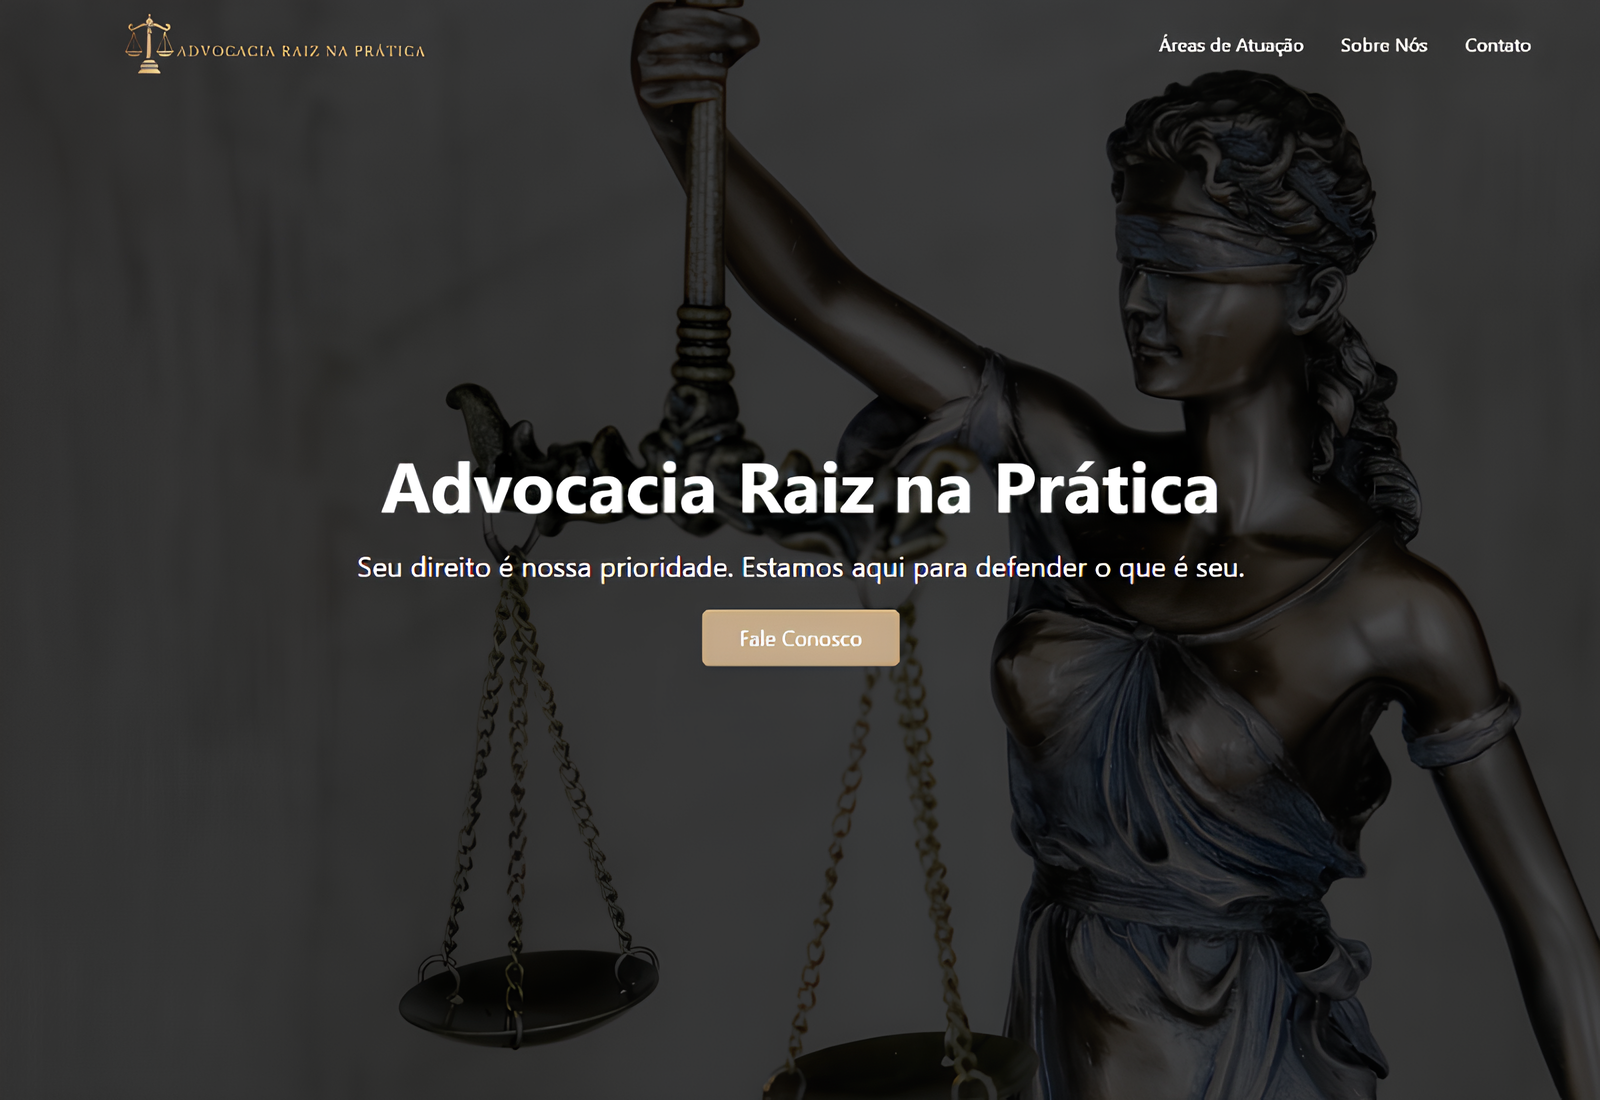 ADVOCACIA RAIZ NA PRÁTICA
Áreas de Atuação Sobre Nós Contato
Advocacia Raiz na Prática
Seu direito é nossa prioridade. Estamos aqui para defender o que é seu.
Fale Conosco